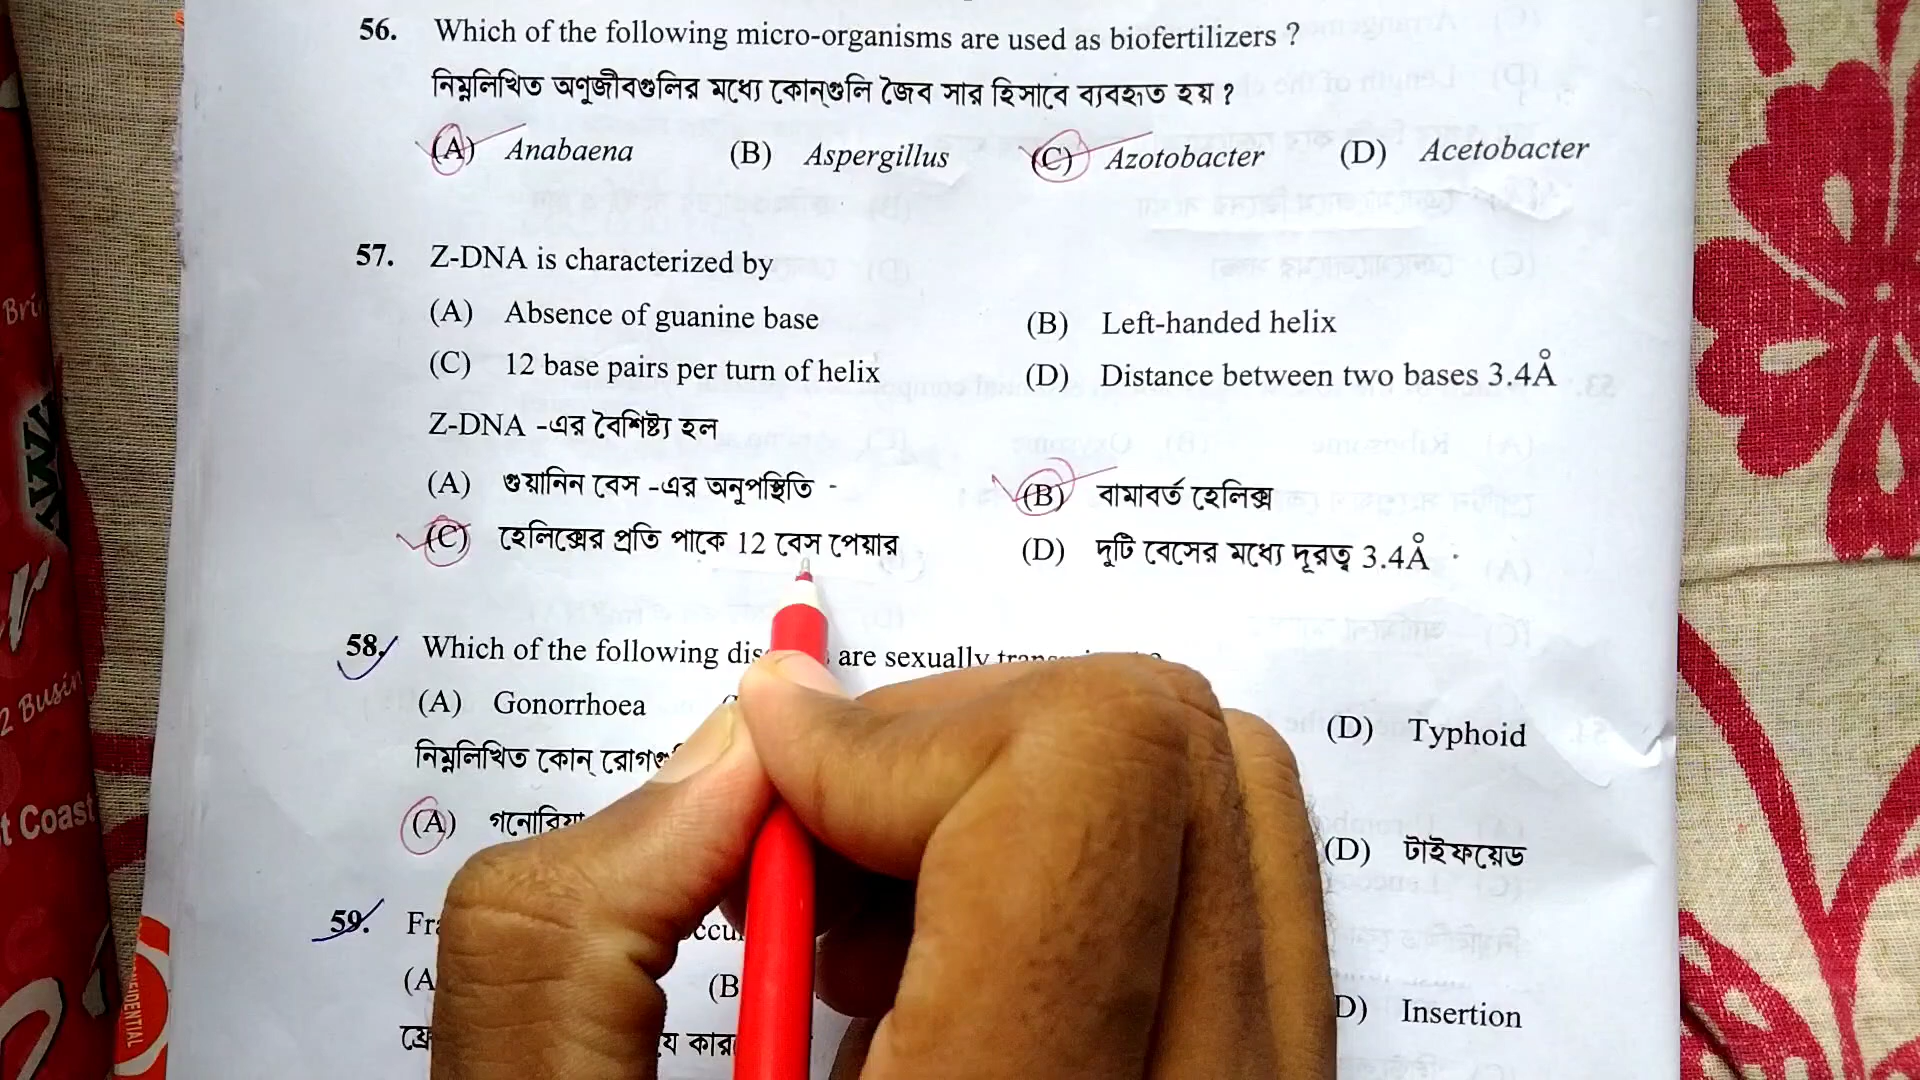 56. Which of the following micro-organisms are used as biofertilizers ?
নিম্নলিখিত অণুজীবগুলির মধ্যে কোন্‌গুলি জৈব সার হিসাবে ব্যবহৃত হয় ?
(A) Anabaena (B) Aspergillus (C) Azotobacter (D) Acetobacter
57. Z-DNA is characterized by
(A) Absence of guanine base (B) Left-handed helix
(C) 12 base pairs per turn of helix (D) Distance between two bases 3.4Å
Z-DNA -এর বৈশিষ্ট্য হল
(A) গুয়ানিন বেস -এর অনুপস্থিতি (B) বামাবর্ত হেলিক্স
(C) হেলিক্সের প্রতি পাকে 12 বেস পেয়ার (D) দুটি বেসের মধ্যে দূরত্ব 3.4Å
58. Which of the following are sexually
(A) Gonorrhoea (D) Typhoid
নিম্নলিখিত কোন্
(A) গনোরিয়া (D) টাইফয়েড
59.
(B D) Insertion
2 Busin
t Coast